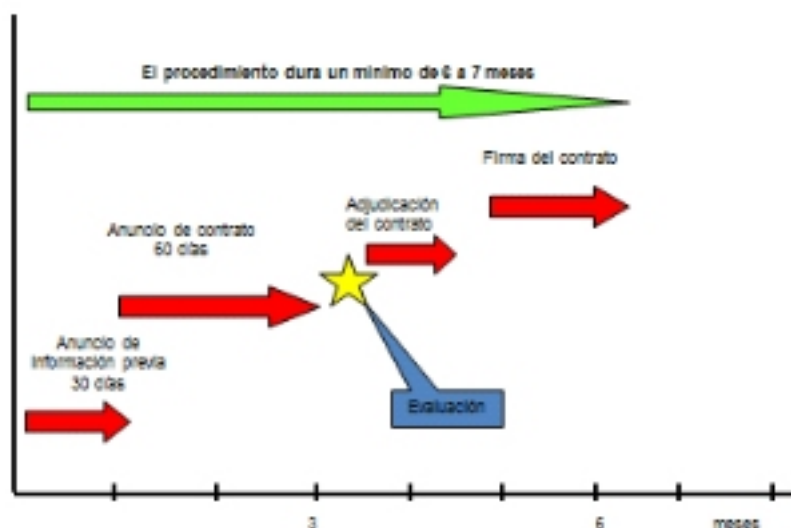 El procedimiento dura un mínimo de 6 a 7 meses
Firma del contrato
Adjudicación
del contrato
Anuncio de contrato
60 días
Anuncio de
información previa
30 días
Evaluación
3
6
meses